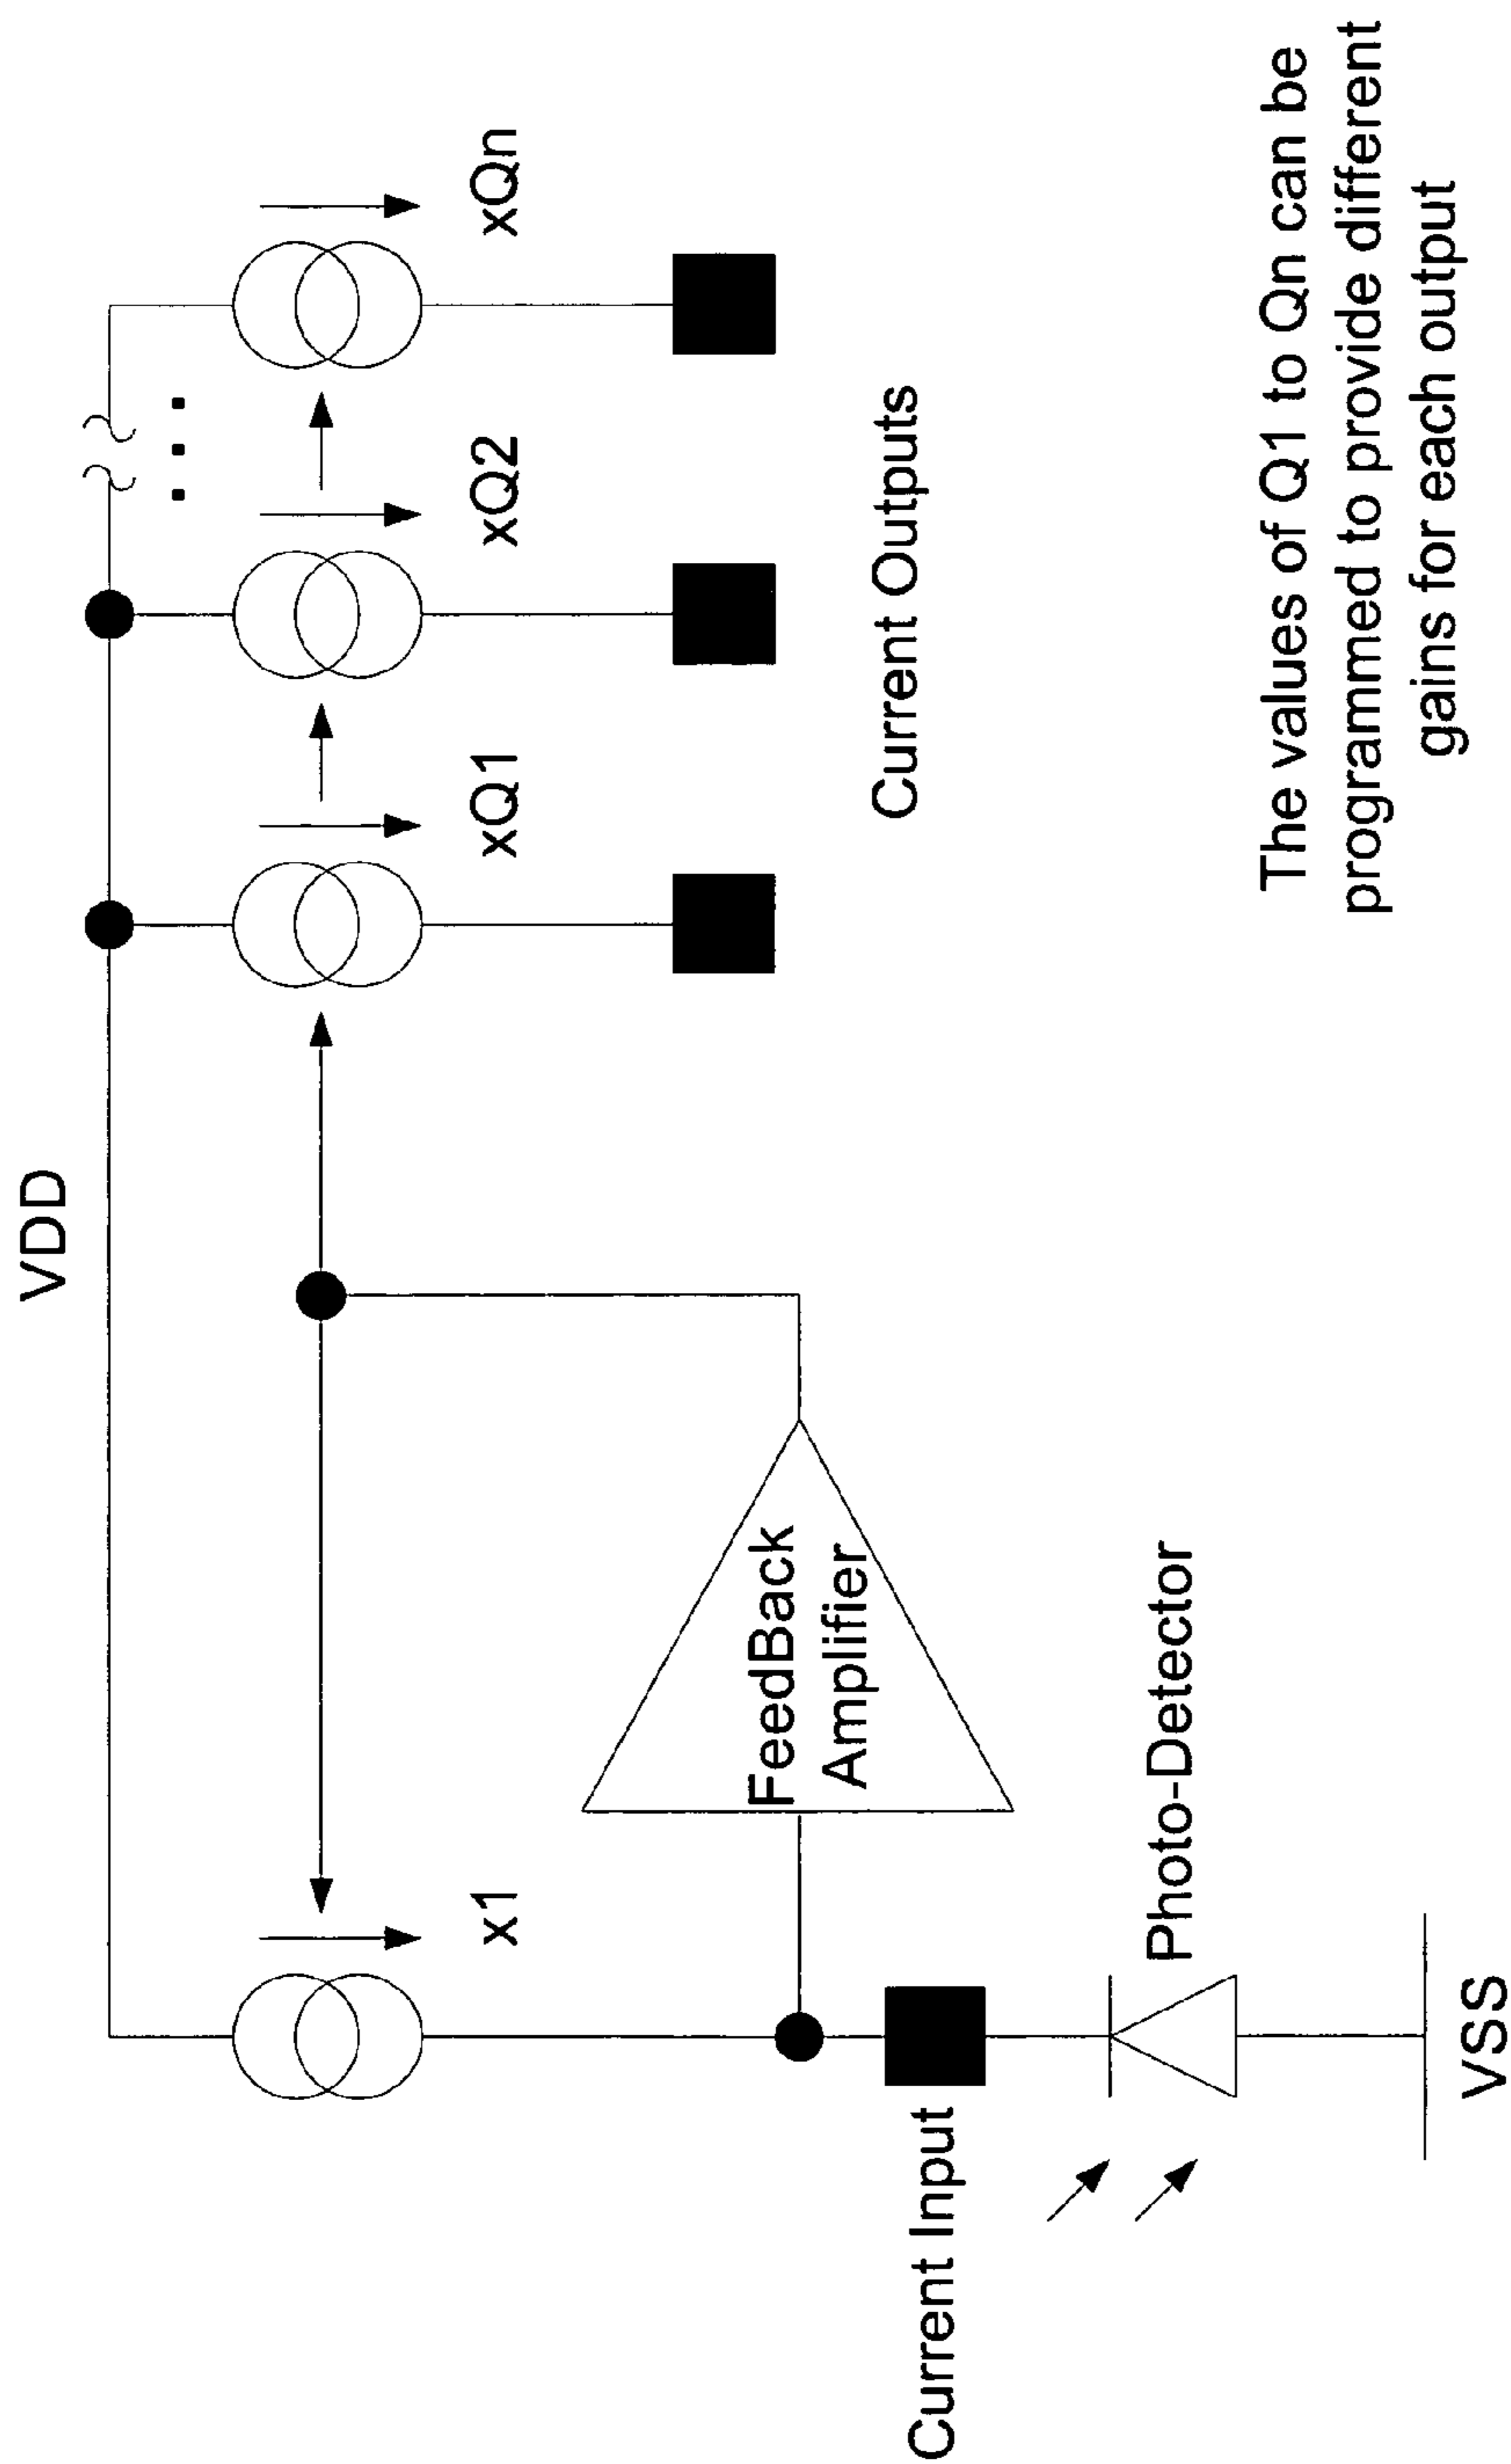 VDD
x1
xQ1
xQ2
xQn
FeedBack
Amplifier
Current Outputs
Current Input
Photo-Detector
VSS
The values of Q1 to Qn can be
programmed to provide different
gains for each output